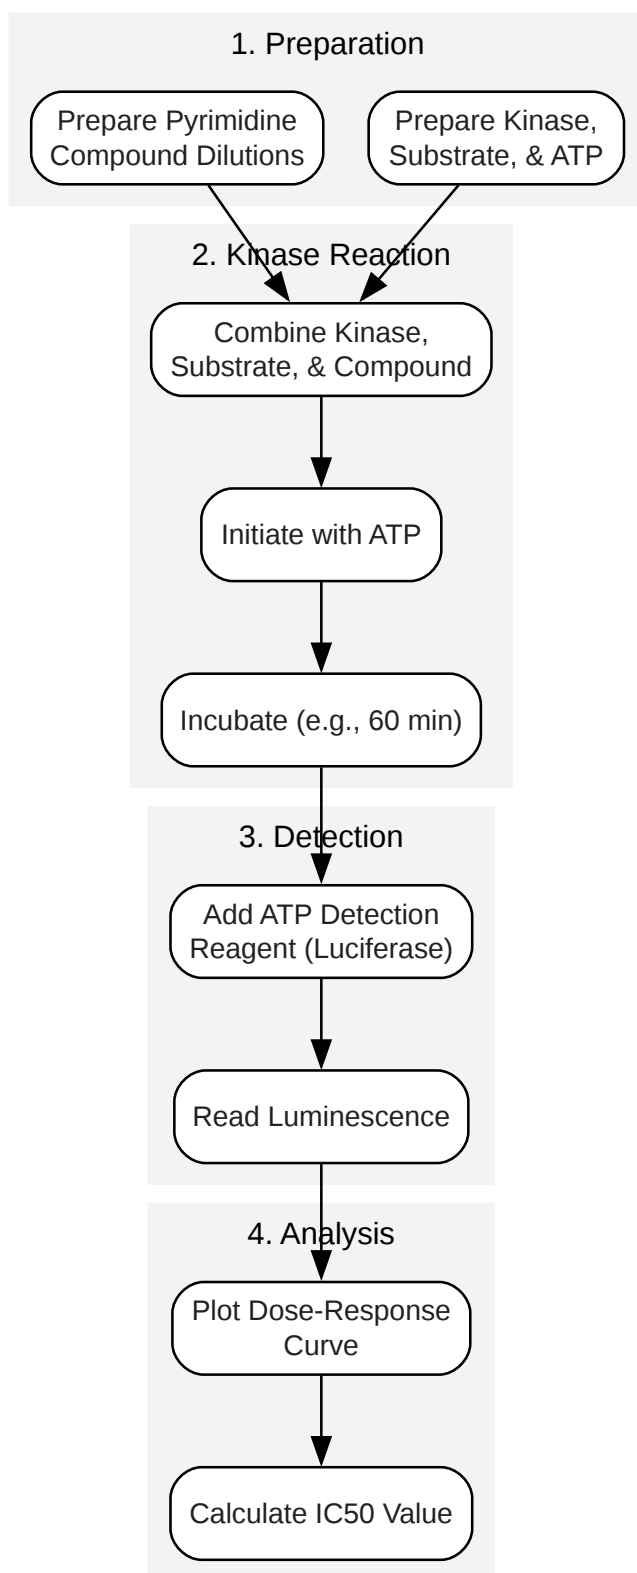 1. Preparation
Prepare Pyrimidine
Compound Dilutions
Prepare Kinase,
Substrate, & ATP
2. Kinase Reaction
Combine Kinase,
Substrate, & Compound
Initiate with ATP
Incubate (e.g., 60 min)
3. Detection
Add ATP Detection
Reagent (Luciferase)
Read Luminescence
4. Analysis
Plot Dose-Response
Curve
Calculate IC50 Value